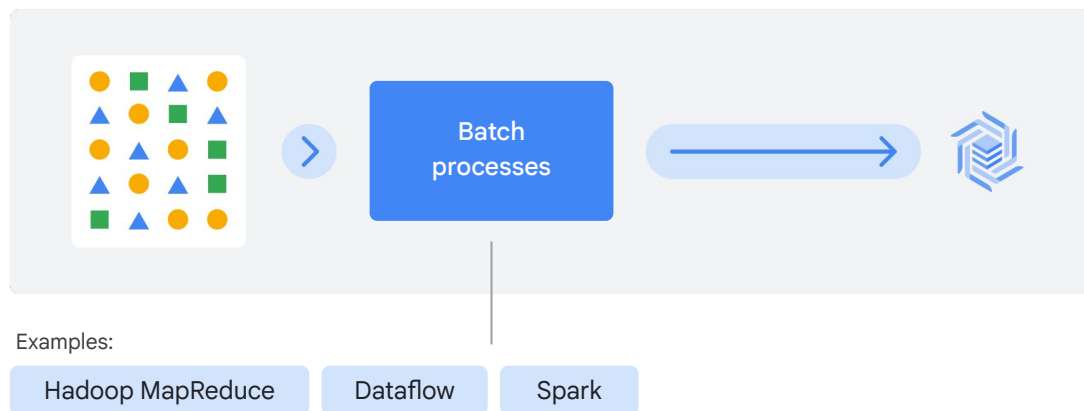 Batch
processes
Examples:
Hadoop MapReduce
Dataflow
Spark